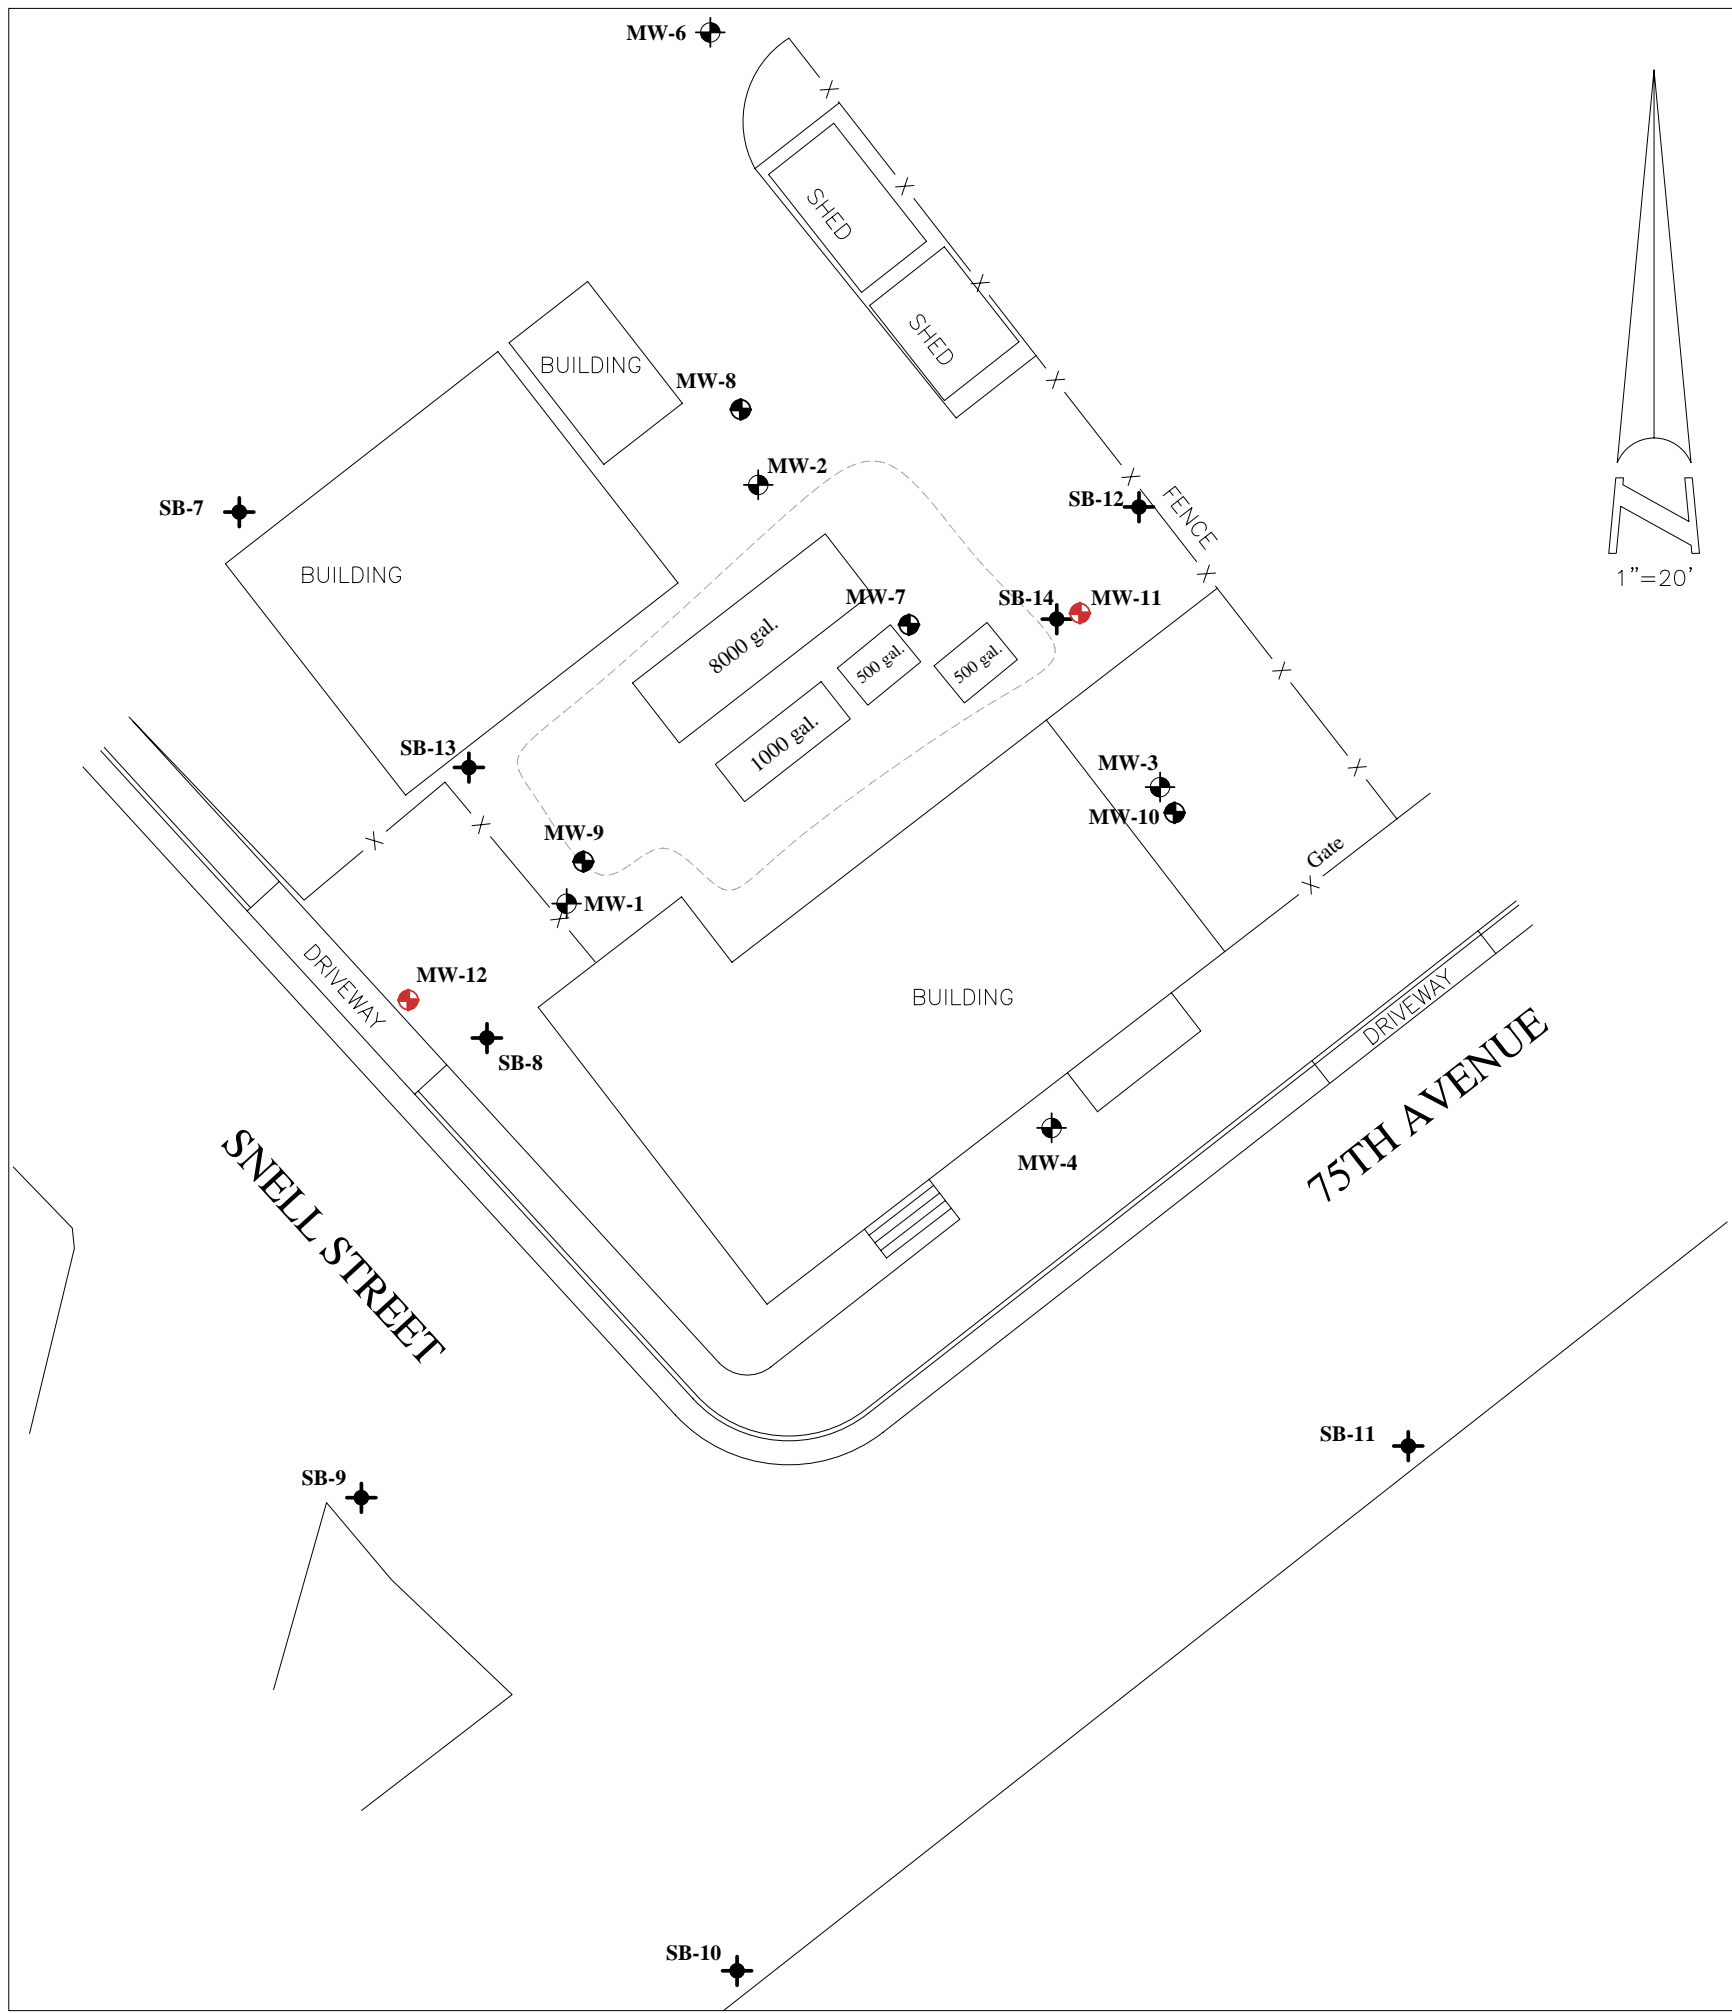 MW-6
SHED
SHED
BUILDING
MW-8
MW-2
SB-7
SB-12
FENCE
BUILDING
1"=20'
N
8000 gal.
MW-7
500 gal.
500 gal.
SB-14
MW-11
1000 gal.
SB-13
MW-3
MW-10
MW-9
MW-1
Gate
MW-12
DRIVEWAY
BUILDING
DRIVEWAY
SB-8
MW-4
75TH AVENUE
SNELL STREET
SB-11
SB-9
SB-10